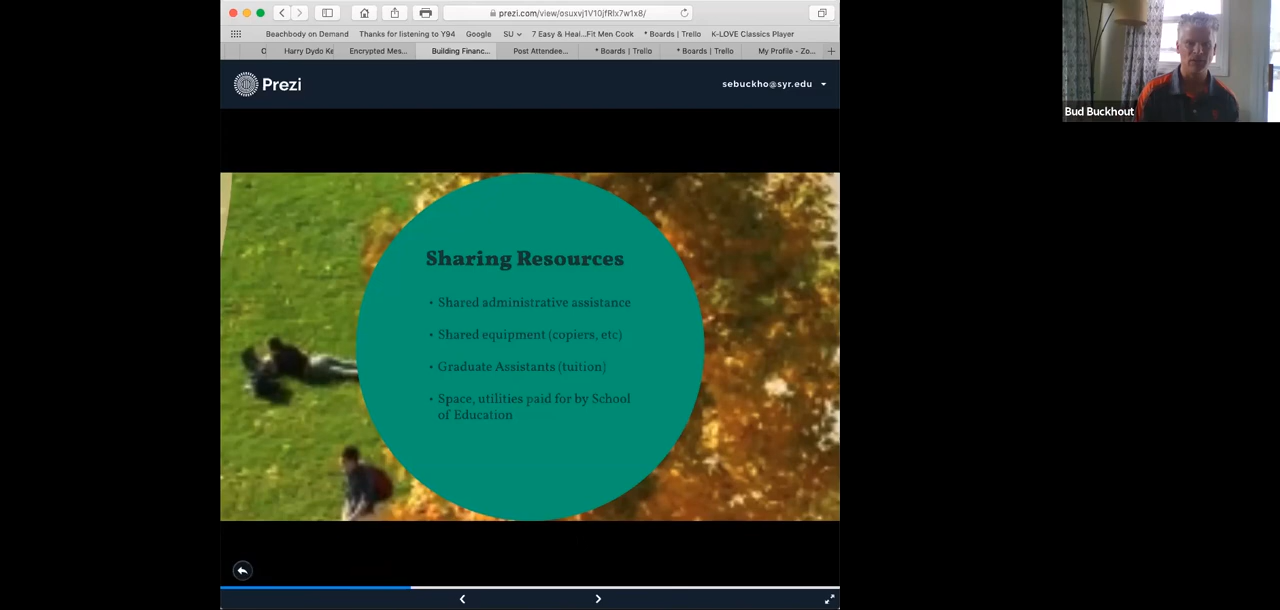 prezi.com/view/osuxvj1V10jfRlx7w1x8/
Beachbody on Demand Thanks for listening to Y94 Google SU 7 Easy & Heal...Fit Men Cook * Boards | Trello K-LOVE Classics Player
Harry Dydo Ke Encrypted Mes... Building Financ... Post Attendee... * Boards | Trello * Boards | Trello My Profile - Zo...
Prezi
sebuckho@syr.edu
Bud Buckhout
Sharing Resources
• Shared administrative assistance
• Shared equipment (copiers, etc)
• Graduate Assistants (tuition)
• Space, utilities paid for by School
of Education